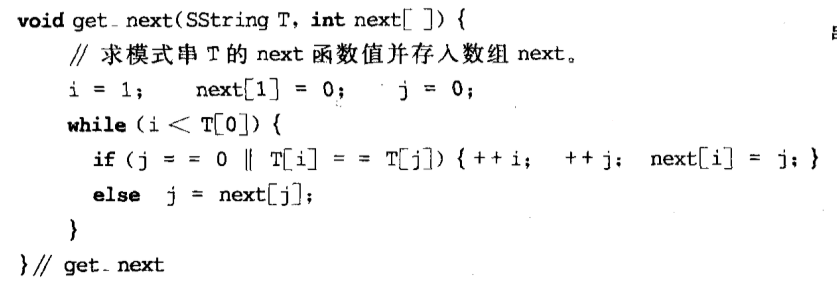 void get_next(SString T, int next[ ]) {
// 求模式串 T 的 next 函数值并存入数组 next。
i = 1; next[1] = 0; j = 0;
while (i < T[0]) {
if (j = = 0 || T[i] = = T[j]) { ++ i; ++ j; next[i] = j; }
else j = next[j];
}
}// get_next